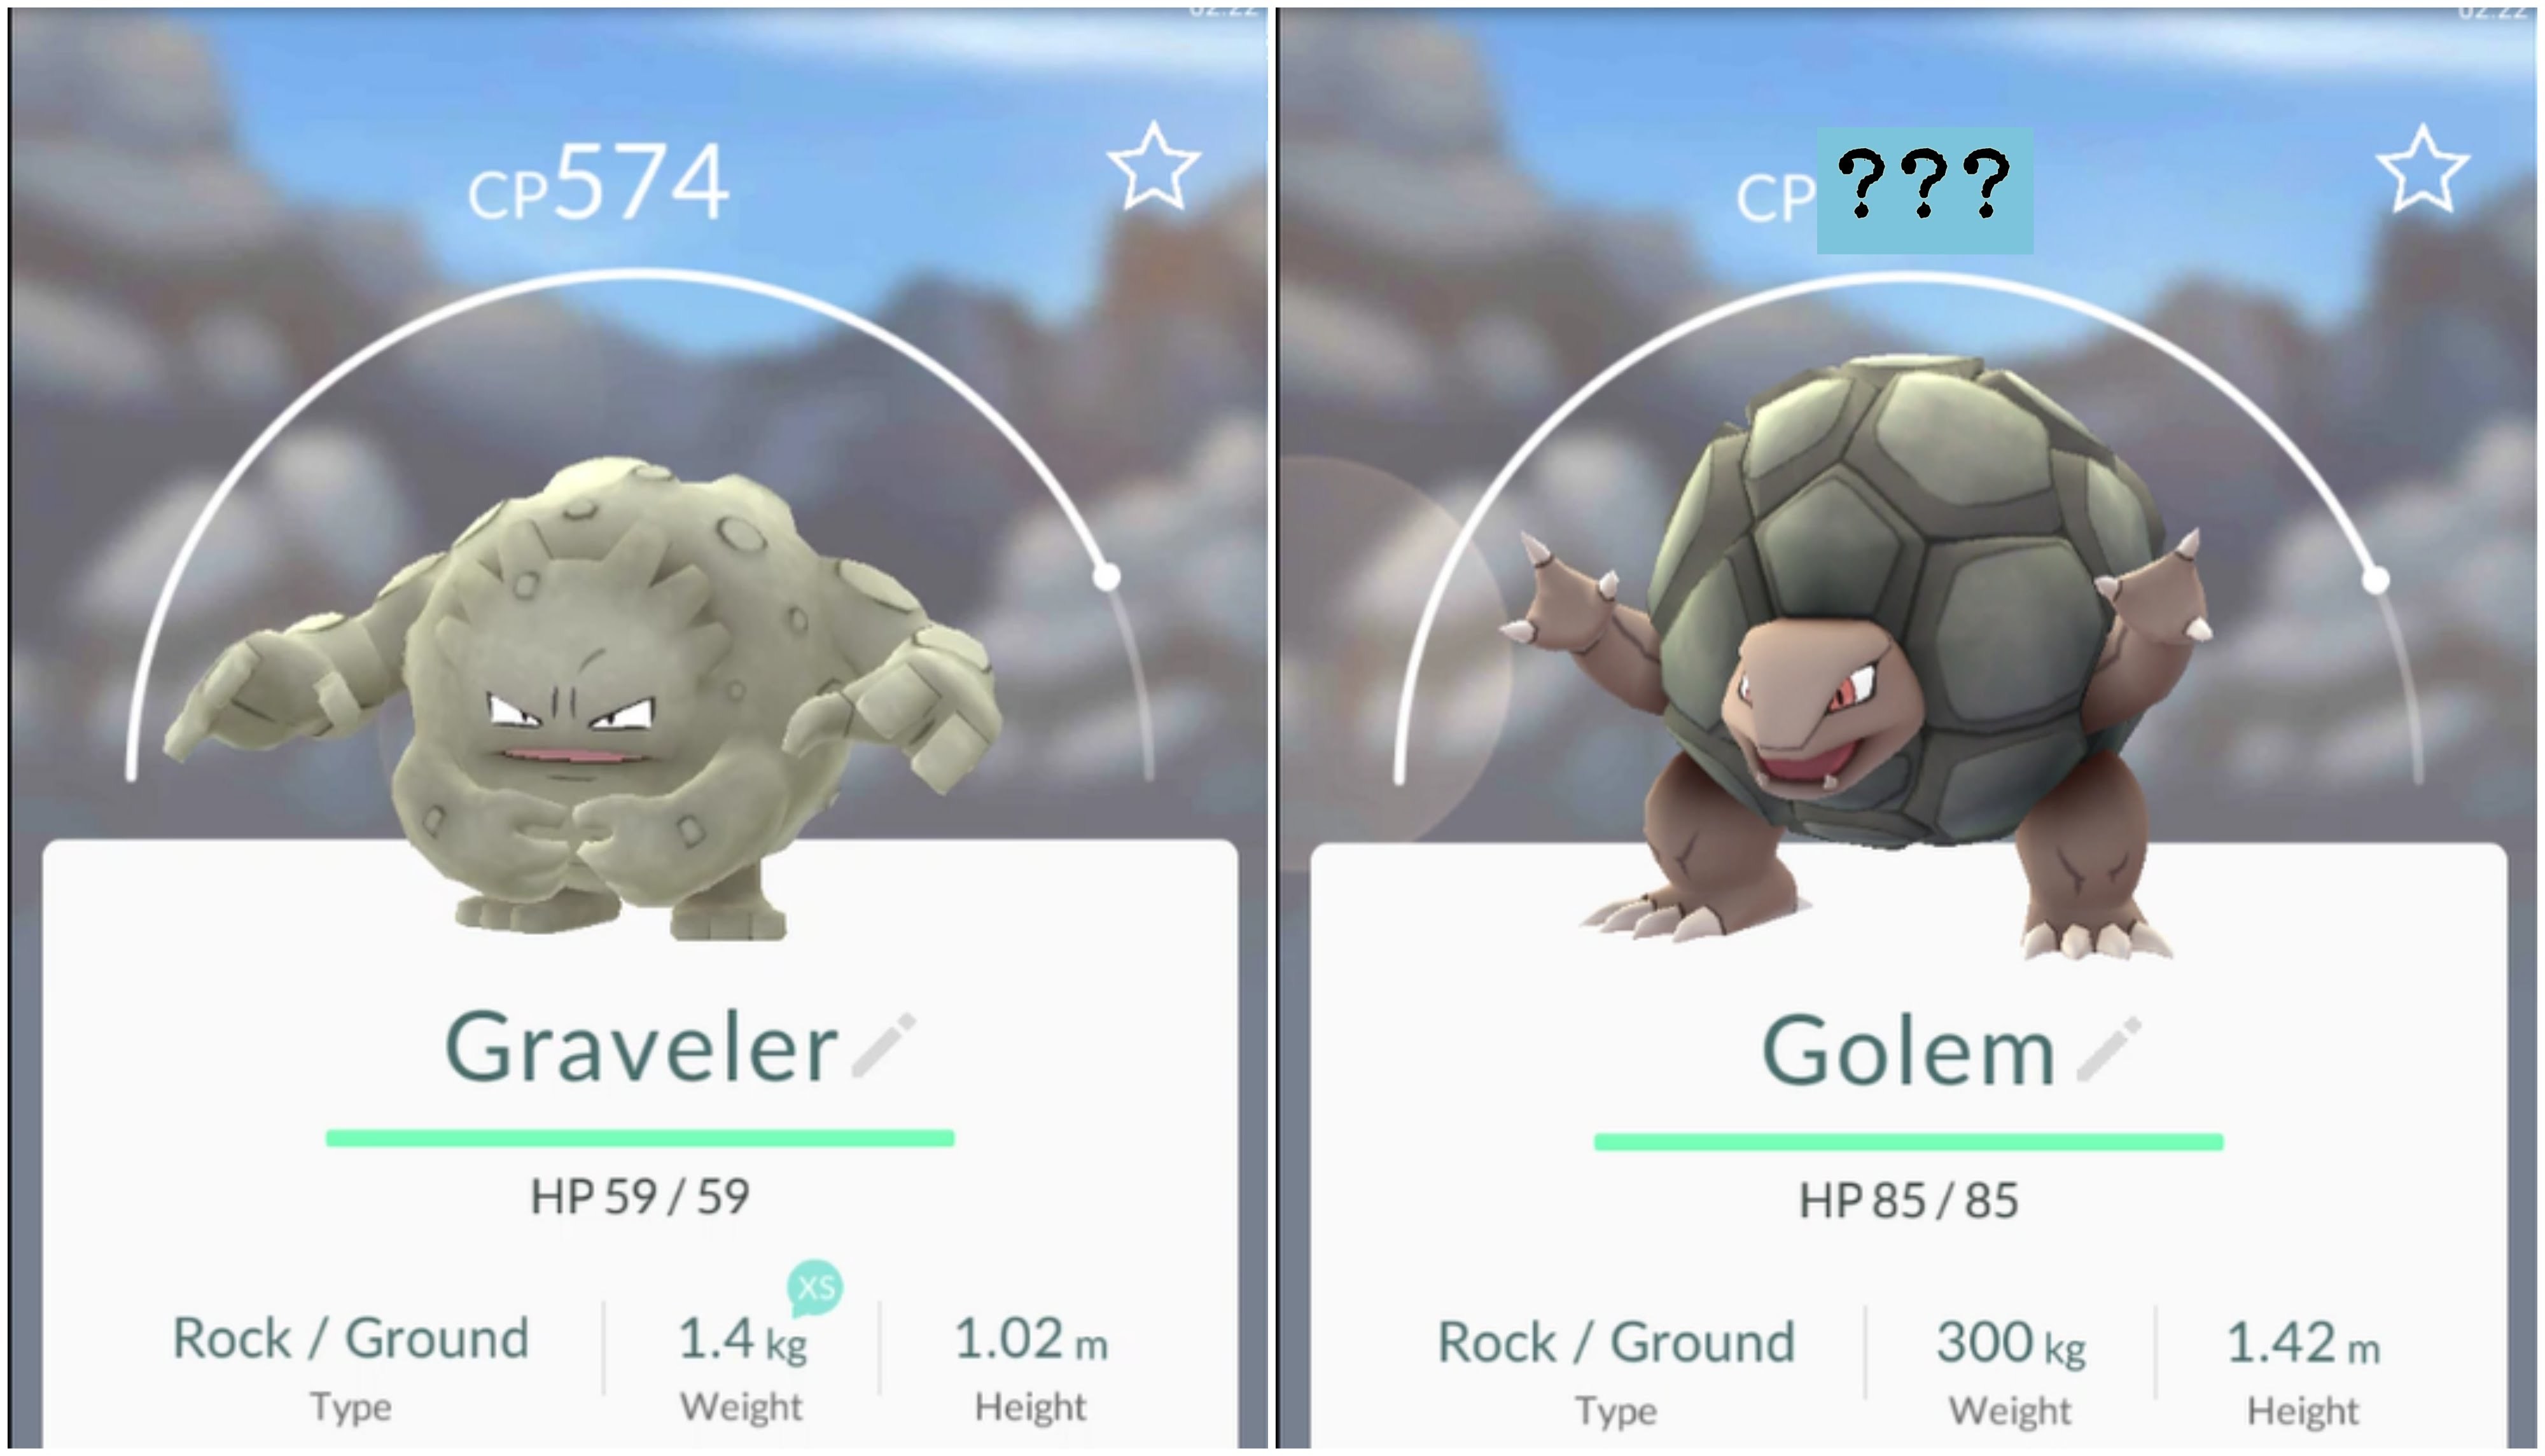 CP574
Graveler
HP 59 / 59
XS
Rock / Ground
1.4 kg
1.02 m
Type
Weight
Height
CP???
Golem
HP 85 / 85
Rock / Ground
300 kg
1.42 m
Type
Weight
Height